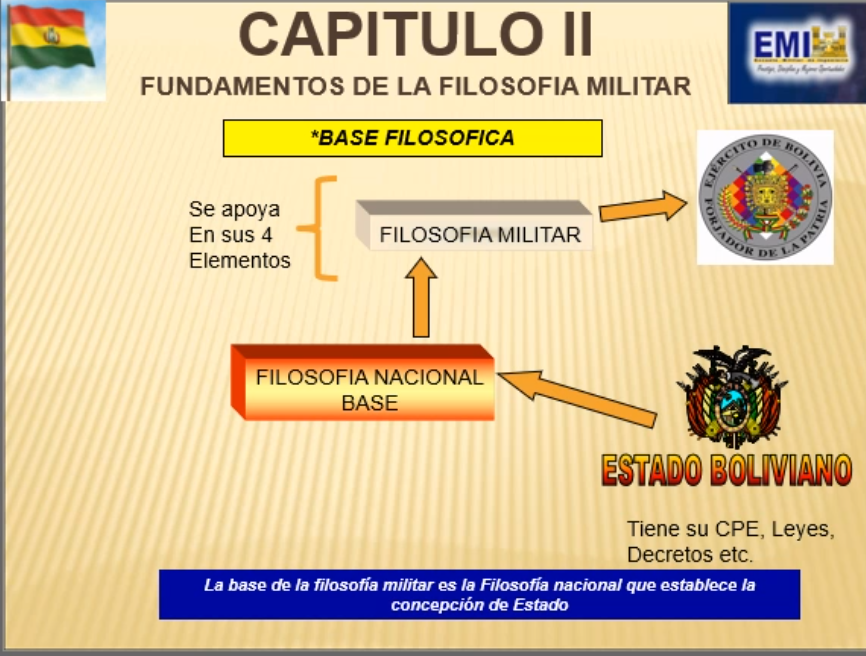 CAPITULO II
EMI
FUNDAMENTOS DE LA FILOSOFIA MILITAR
*BASE FILOSOFICA
EJÉRCITO DE BOLIVIA
FORJADOR DE LA PATRIA
Se apoya
En sus 4
Elementos
FILOSOFIA MILITAR
FILOSOFIA NACIONAL
BASE
ESTADO BOLIVIANO
Tiene su CPE, Leyes,
Decretos etc.
La base de la filosofía militar es la Filosofía nacional que establece la
concepción de Estado